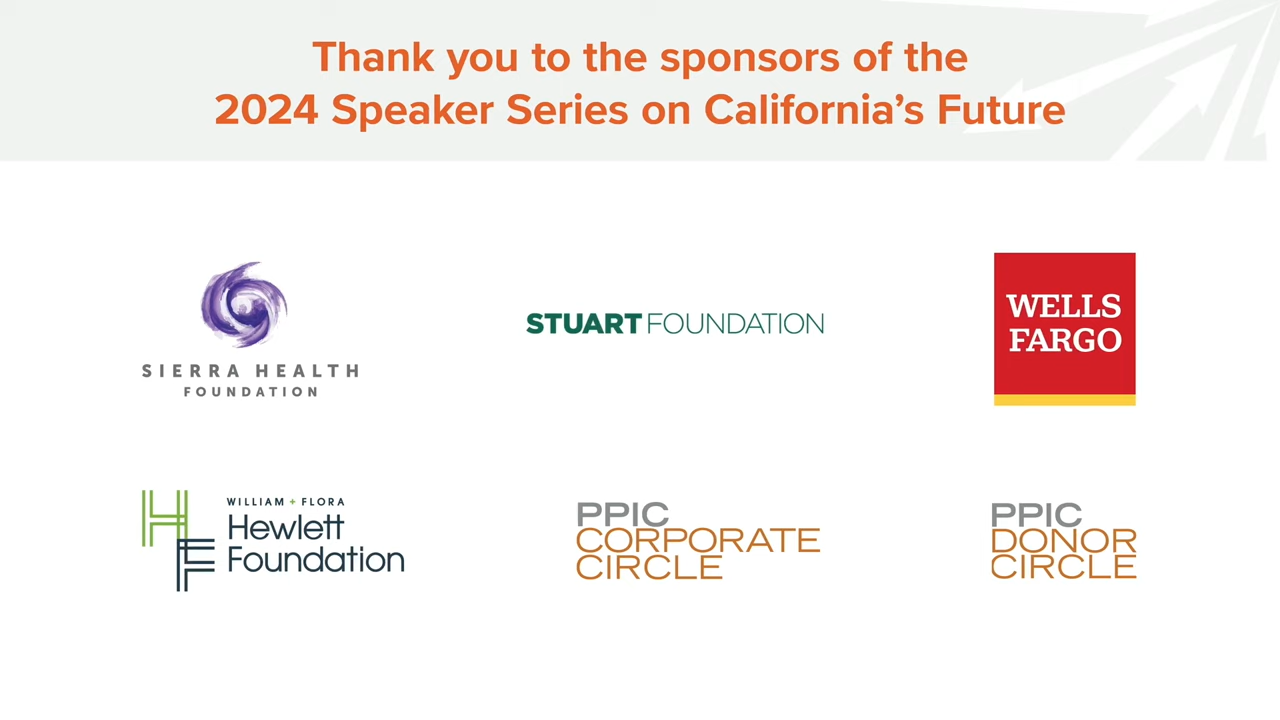 Thank you to the sponsors of the
2024 Speaker Series on California’s Future
SIERRA HEALTH
FOUNDATION
STUART FOUNDATION
WELLS
FARGO
WILLIAM + FLORA
Hewlett
Foundation
PPIC
CORPORATE
CIRCLE
PPIC
DONOR
CIRCLE